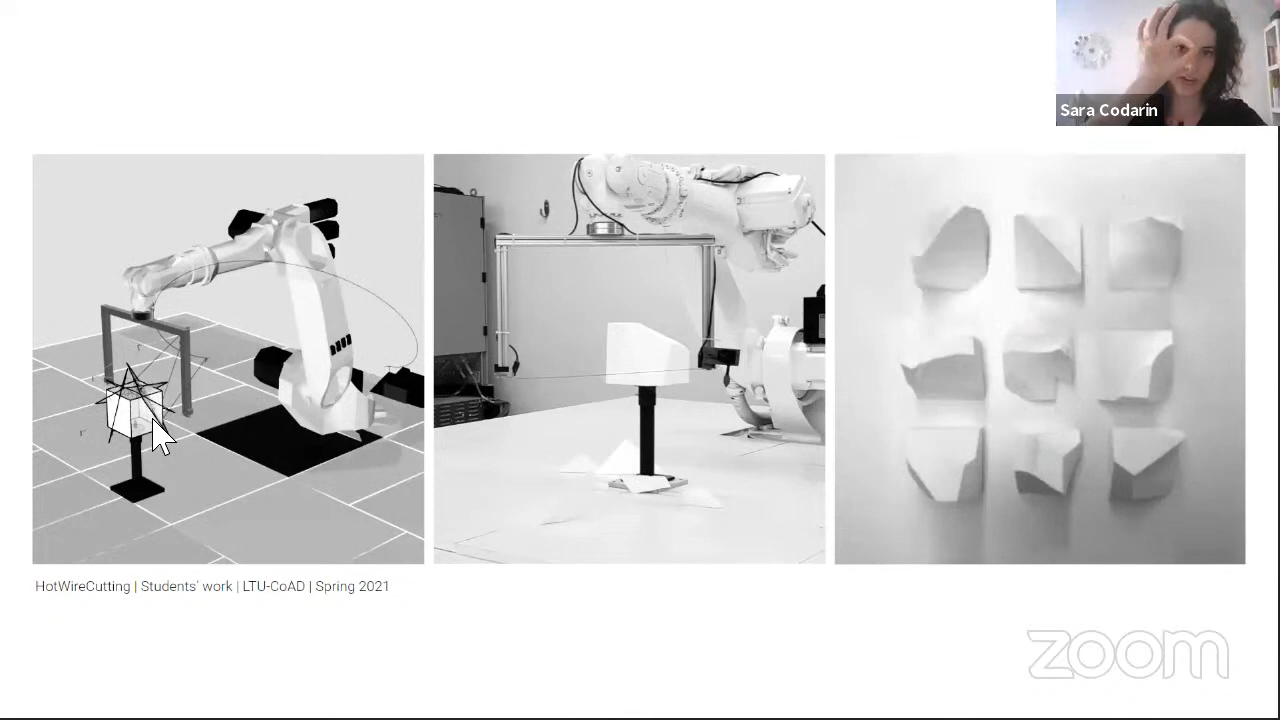 Sara Codarin
HotWireCutting | Students' work | LTU-CoAD | Spring 2021
zoom